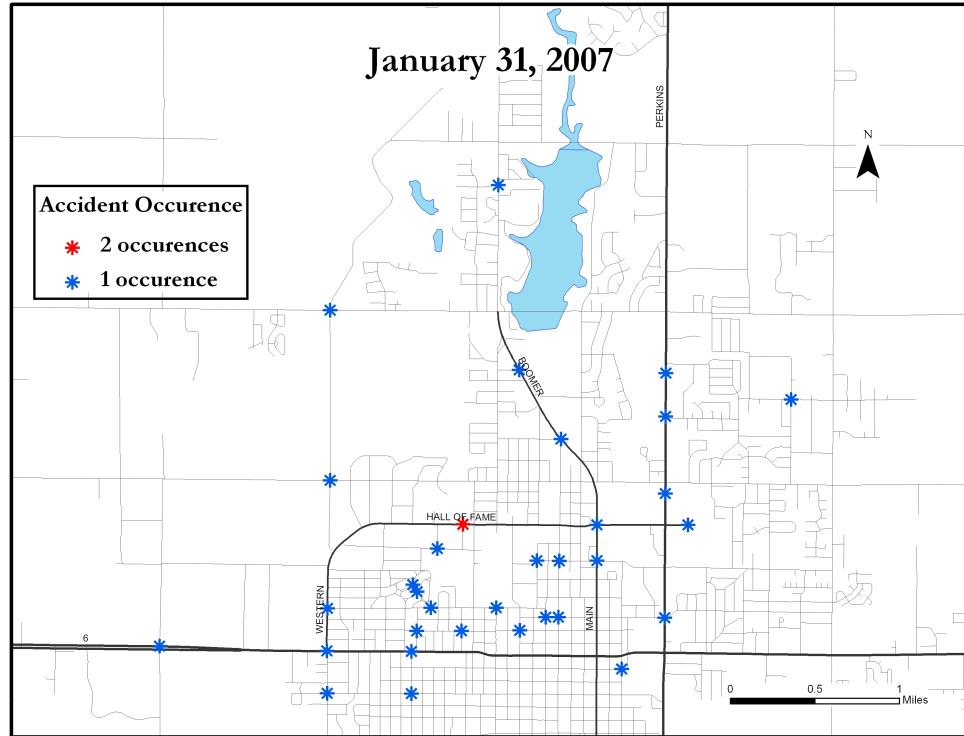 January 31, 2007
PERKINS
N
Accident Occurence
2 occurences
1 occurence
BOOMER
HALL OF FAME
WESTERN
MAIN
6
0 0.5 1
Miles